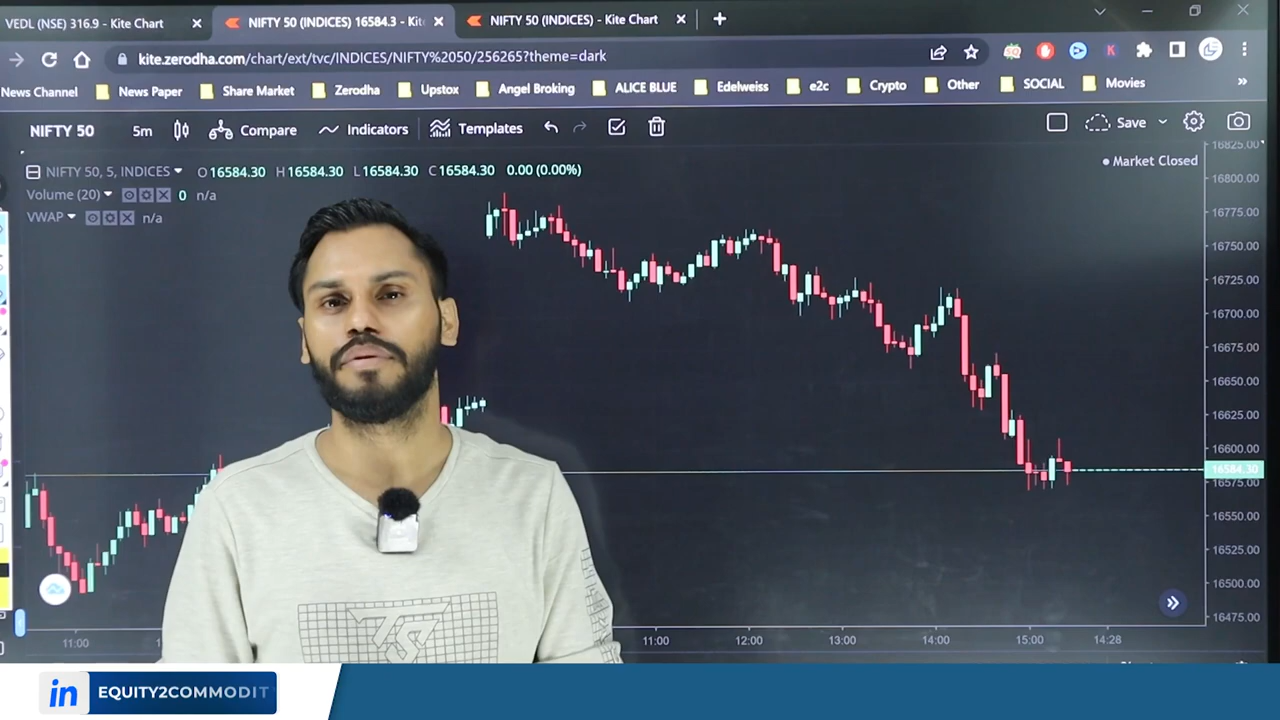 VEDL (NSE) 316.9 - Kite Chart
NIFTY 50 (INDICES) 16584.3 - Kit
NIFTY 50 (INDICES) - Kite Chart
kite.zerodha.com/chart/ext/tvc/INDICES/NIFTY%2050/256265?theme=dark
News Channel News Paper Share Market Zerodha Upstox Angel Broking ALICE BLUE Edelweiss e2c Crypto Other SOCIAL Movies
NIFTY 50 5m Compare Indicators Templates Save
NIFTY 50, 5, INDICES O16584.30 H16584.30 L16584.30 C16584.30 0.00 (0.00%)
Market Closed
Volume (20) 0 n/a
VWAP n/a
16825.00
16800.00
16775.00
16750.00
16725.00
16700.00
16675.00
16650.00
16625.00
16600.00
16584.30
16575.00
16550.00
16525.00
16500.00
16475.00
11:00 11:00 12:00 13:00 14:00 15:00 14:28
in EQUITY2COMMODIT